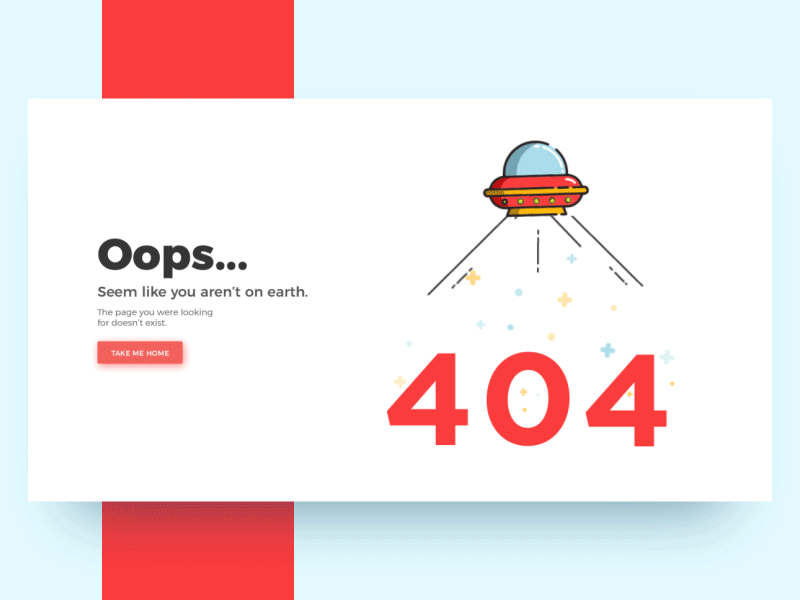 Oops...
Seem like you aren't on earth.
The page you were looking
for doesn't exist.
TAKE ME HOME
404